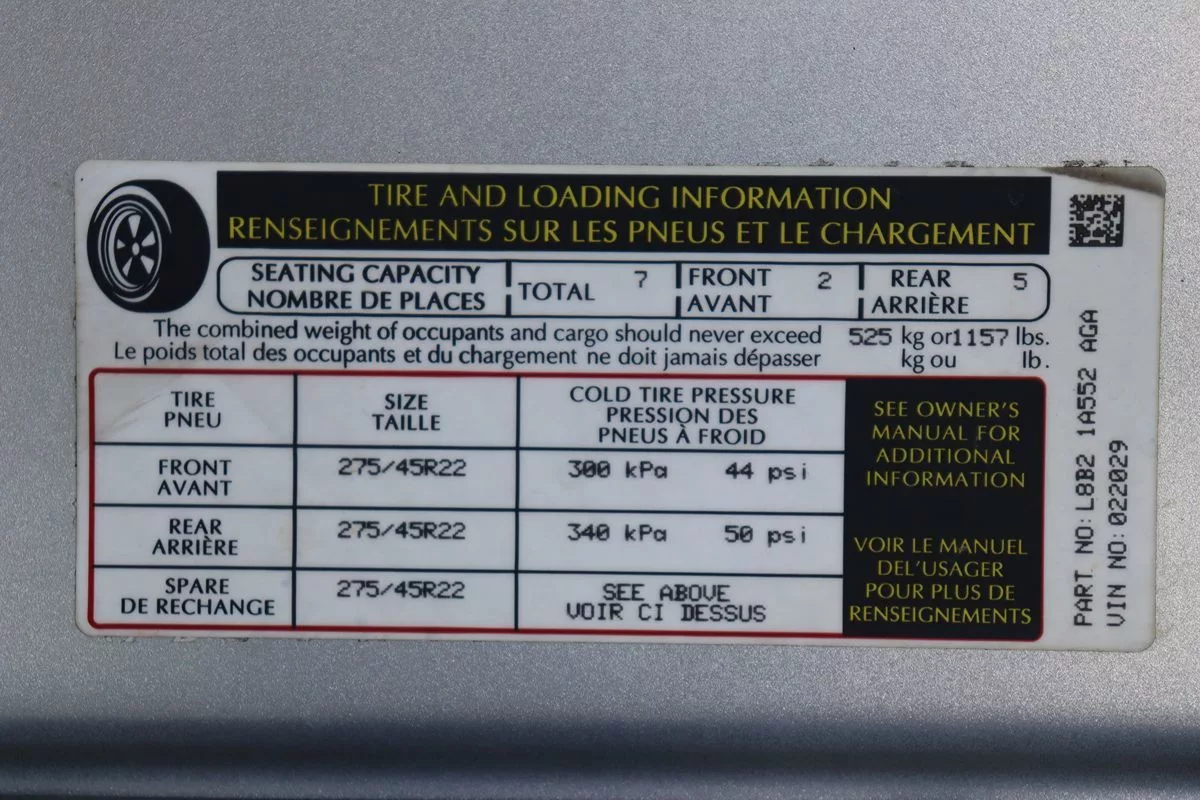 TIRE AND LOADING INFORMATION
RENSEIGNEMENTS SUR LES PNEUS ET LE CHARGEMENT
SEATING CAPACITY
NOMBRE DE PLACES
TOTAL 7
FRONT 2
AVANT
REAR 5
ARRIÈRE
The combined weight of occupants and cargo should never exceed 525 kg or 1157 lbs.
Le poids total des occupants et du chargement ne doit jamais dépasser kg ou lb.
TIRE
PNEU
SIZE
TAILLE
COLD TIRE PRESSURE
PRESSION DES
PNEUS À FROID
FRONT
AVANT
275/45R22
300 kPa 44 psi
REAR
ARRIÈRE
275/45R22
340 kPa 50 psi
SPARE
DE RECHANGE
275/45R22
SEE ABOVE
VOIR CI DESSUS
SEE OWNER'S
MANUAL FOR
ADDITIONAL
INFORMATION
VOIR LE MANUEL
DEL'USAGER
POUR PLUS DE
RENSEIGNEMENTS
PART NO: L8B2 1A552 AGA
VIN NO: 022029